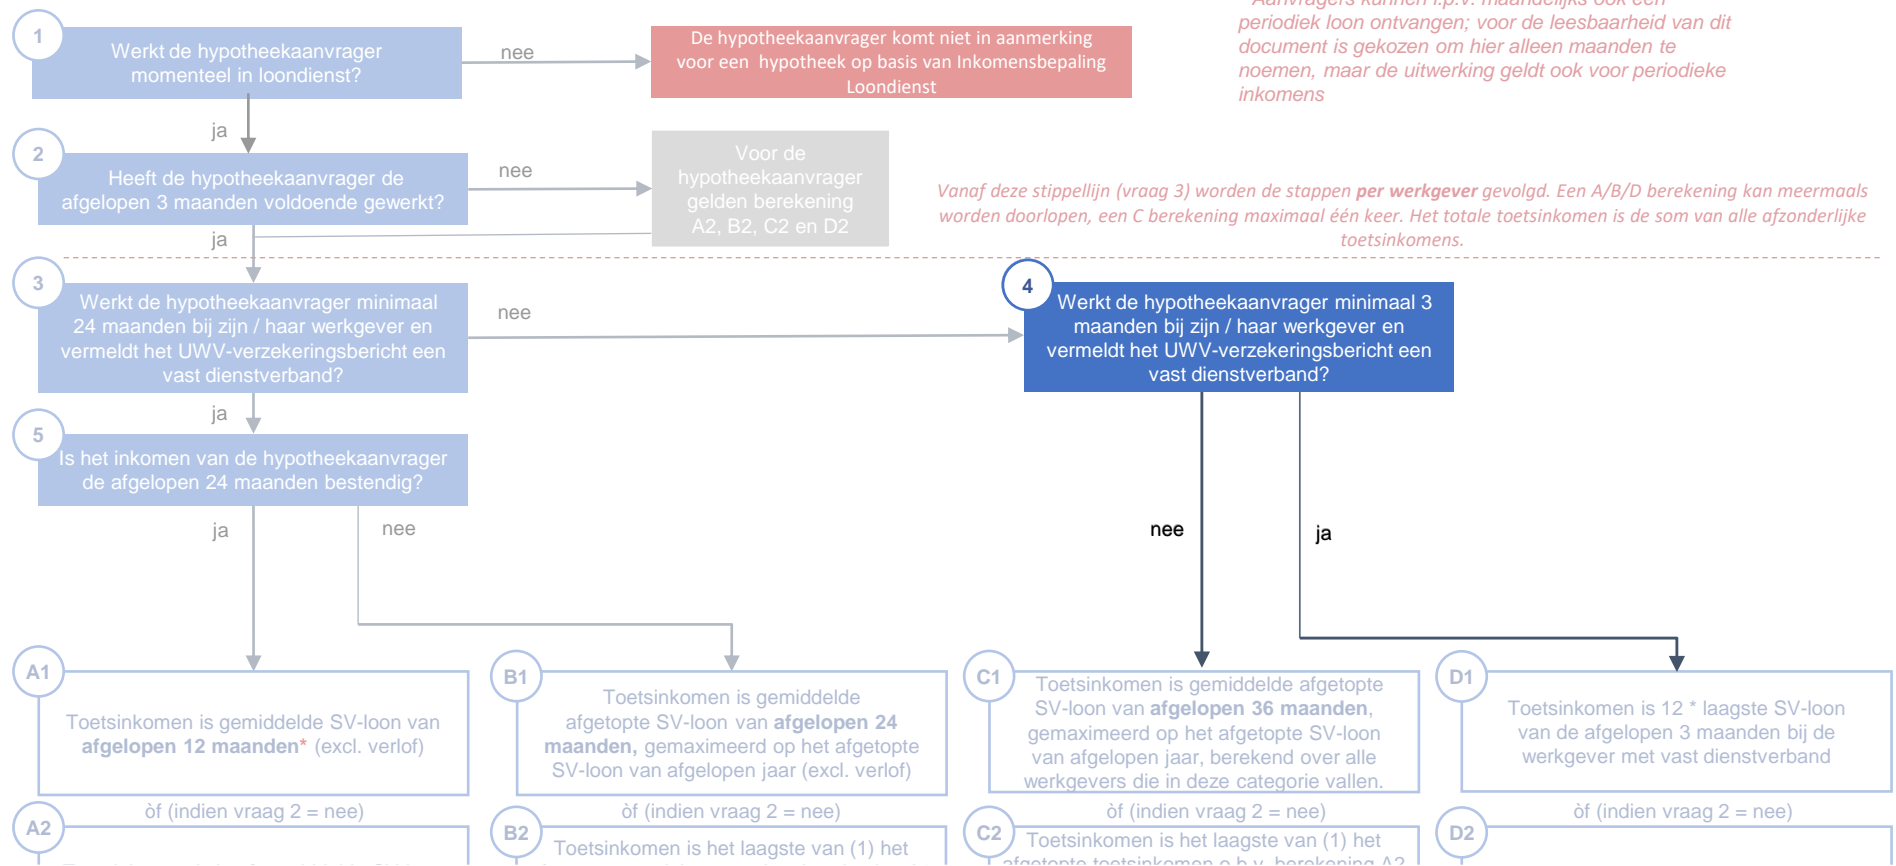 * Aanvragers kunnen i.p.v. maandelijks ook een
periodiek loon ontvangen; voor de leesbaarheid van dit
document is gekozen om hier alleen maanden te
noemen, maar de uitwerking geldt ook voor periodieke
inkomens
1
Werkt de hypotheekaanvrager
momenteel in loondienst?
nee
De hypotheekaanvrager komt niet in aanmerking
voor een hypotheek op basis van Inkomensbepaling
Loondienst
ja
2
Heeft de hypotheekaanvrager de
afgelopen 3 maanden voldoende gewerkt?
nee
Voor de
hypotheekaanvrager
gelden berekening
A2, B2, C2 en D2
ja
Vanaf deze stippellijn (vraag 3) worden de stappen per werkgever gevolgd. Een A/B/D berekening kan meermaals
worden doorlopen, een C berekening maximaal één keer. Het totale toetsinkomen is de som van alle afzonderlijke
toetsinkomens.
3
Werkt de hypotheekaanvrager minimaal
24 maanden bij zijn / haar werkgever en
vermeldt het UWV-verzekeringsbericht een
vast dienstverband?
nee
4
Werkt de hypotheekaanvrager minimaal 3
maanden bij zijn / haar werkgever en
vermeldt het UWV-verzekeringsbericht een
vast dienstverband?
ja
5
Is het inkomen van de hypotheekaanvrager
de afgelopen 24 maanden bestendig?
ja
nee
nee
ja
A1
Toetsinkomen is gemiddelde SV-loon van
afgelopen 12 maanden* (excl. verlof)
B1
Toetsinkomen is gemiddelde
afgetopte SV-loon van afgelopen 24
maanden, gemaximeerd op het afgetopte
SV-loon van afgelopen jaar (excl. verlof)
C1
Toetsinkomen is gemiddelde afgetopte
SV-loon van afgelopen 36 maanden,
gemaximeerd op het afgetopte SV-loon
van afgelopen jaar, berekend over alle
werkgevers die in deze categorie vallen.
D1
Toetsinkomen is 12 * laagste SV-loon
van de afgelopen 3 maanden bij de
werkgever met vast dienstverband
òf (indien vraag 2 = nee)
òf (indien vraag 2 = nee)
òf (indien vraag 2 = nee)
òf (indien vraag 2 = nee)
A2
B2
Toetsinkomen is het laagste van (1) het
C2
Toetsinkomen is het laagste van (1) het
afgetopte toetsinkomen o.b.v. berekening A2
D2